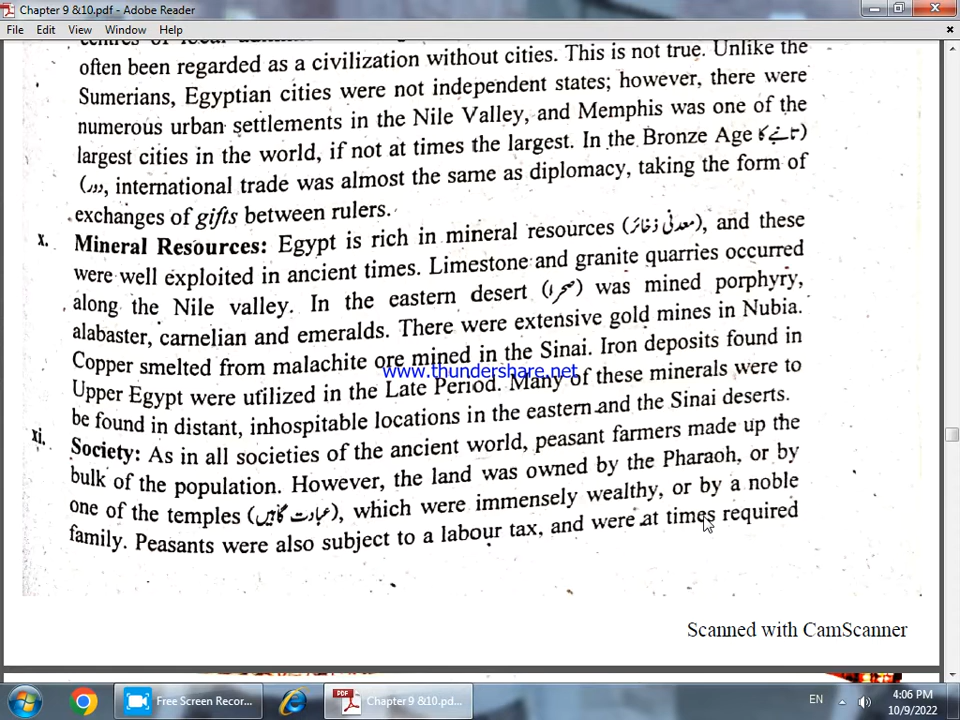 Chapter 9 &10.pdf - Adobe Reader
File Edit View Window Help
often been regarded as a civilization without cities. This is not true. Unlike the
Sumerians, Egyptian cities were not independent states; however, there were
numerous urban settlements in the Nile Valley, and Memphis was one of the
largest cities in the world, if not at times the largest. In the Bronze Age (تانبے کا
دور), international trade was almost the same as diplomacy, taking the form of
exchanges of gifts between rulers.
x. Mineral Resources: Egypt is rich in mineral resources (معدنی ذخائر), and these
were well exploited in ancient times. Limestone and granite quarries occurred
along the Nile valley. In the eastern desert (صحرا) was mined porphyry,
alabaster, carnelian and emeralds. There were extensive gold mines in Nubia.
Copper smelted from malachite ore mined in the Sinai. Iron deposits found in
www.thundershare.net
Upper Egypt were utilized in the Late Period. Many of these minerals were to
be found in distant, inhospitable locations in the eastern and the Sinai deserts.
xi. Society: As in all societies of the ancient world, peasant farmers made up the
bulk of the population. However, the land was owned by the Pharaoh, or by
one of the temples (عبادت گاہیں), which were immensely wealthy, or by a noble
family. Peasants were also subject to a labour tax, and were at times required
Scanned with CamScanner
Free Screen Recor...
Chapter 9 &10.pdf...
EN
4:06 PM
10/9/2022